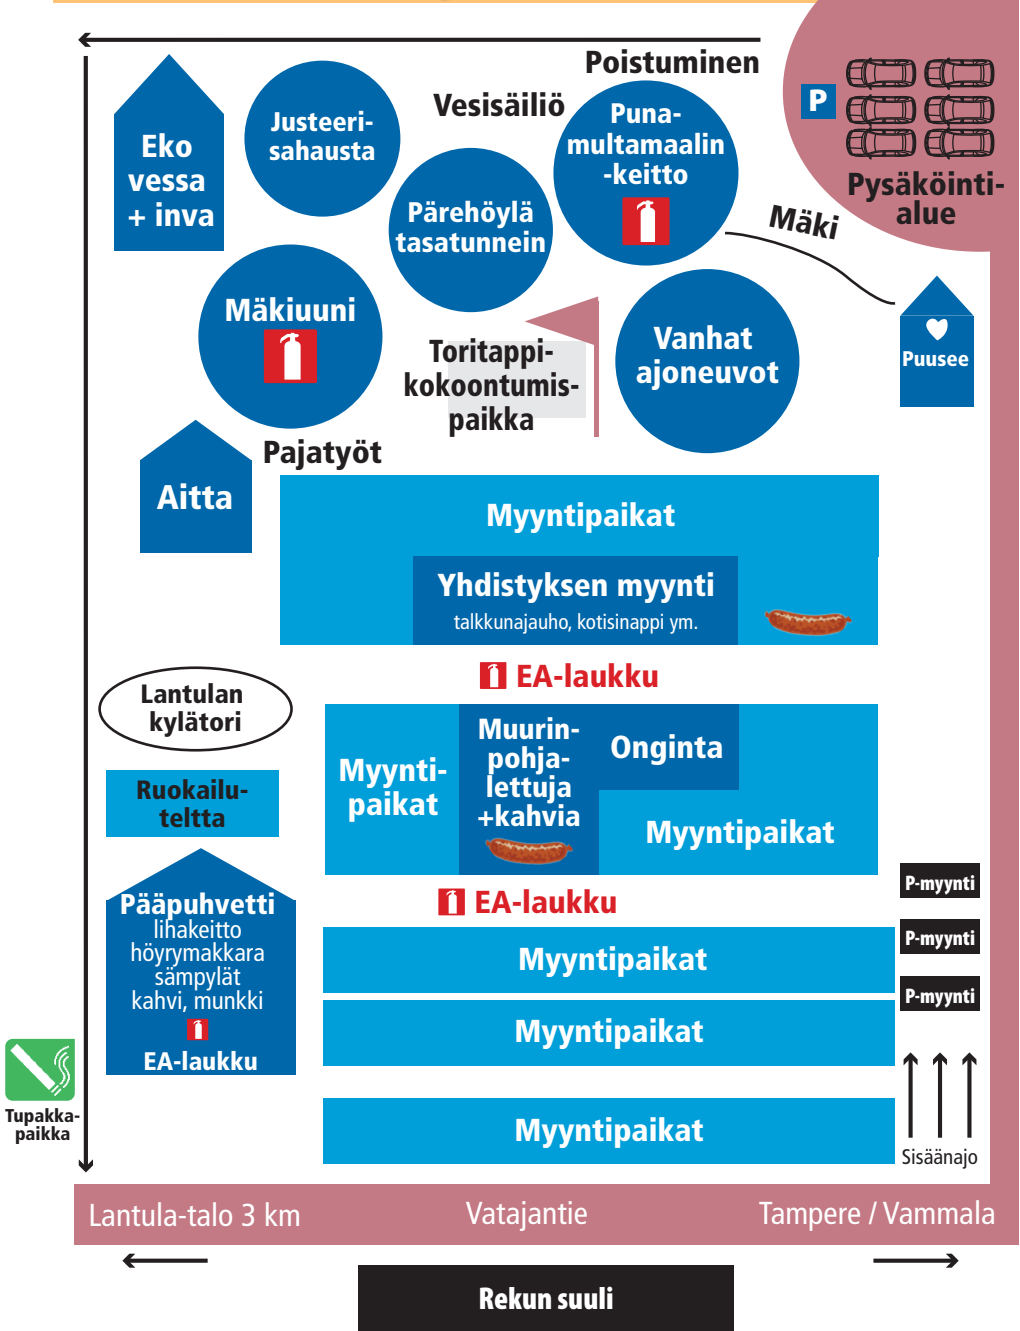 Poistuminen
P
Pysäköinti-
alue
Eko
vessa
+ inva
Justeeri-
sahausta
Vesisäiliö
Puna-
multamaalin
-keitto
Pärehöylä
tasatunnein
Mäki
Mäkiuuni
Toritappi-
kokoontumis-
paikka
Vanhat
ajoneuvot
Puusee
Pajatyöt
Aitta
Myyntipaikat
Yhdistyksen myynti
talkkunajauho, kotisinappi ym.
EA-laukku
Lantulan
kylätori
Myynti-
paikat
Muurin-
pohja-
lettuja
+kahvia
Onginta
Myyntipaikat
Ruokailu-
teltta
Pääpuhvetti
lihakeitto
höyrymakkara
sämpylät
kahvi, munkki
EA-laukku
EA-laukku
P-myynti
P-myynti
P-myynti
Myyntipaikat
Myyntipaikat
Myyntipaikat
Tupakka-
paikka
Sisäänajo
Lantula-talo 3 km
Vatajantie
Tampere / Vammala
Rekun suuli